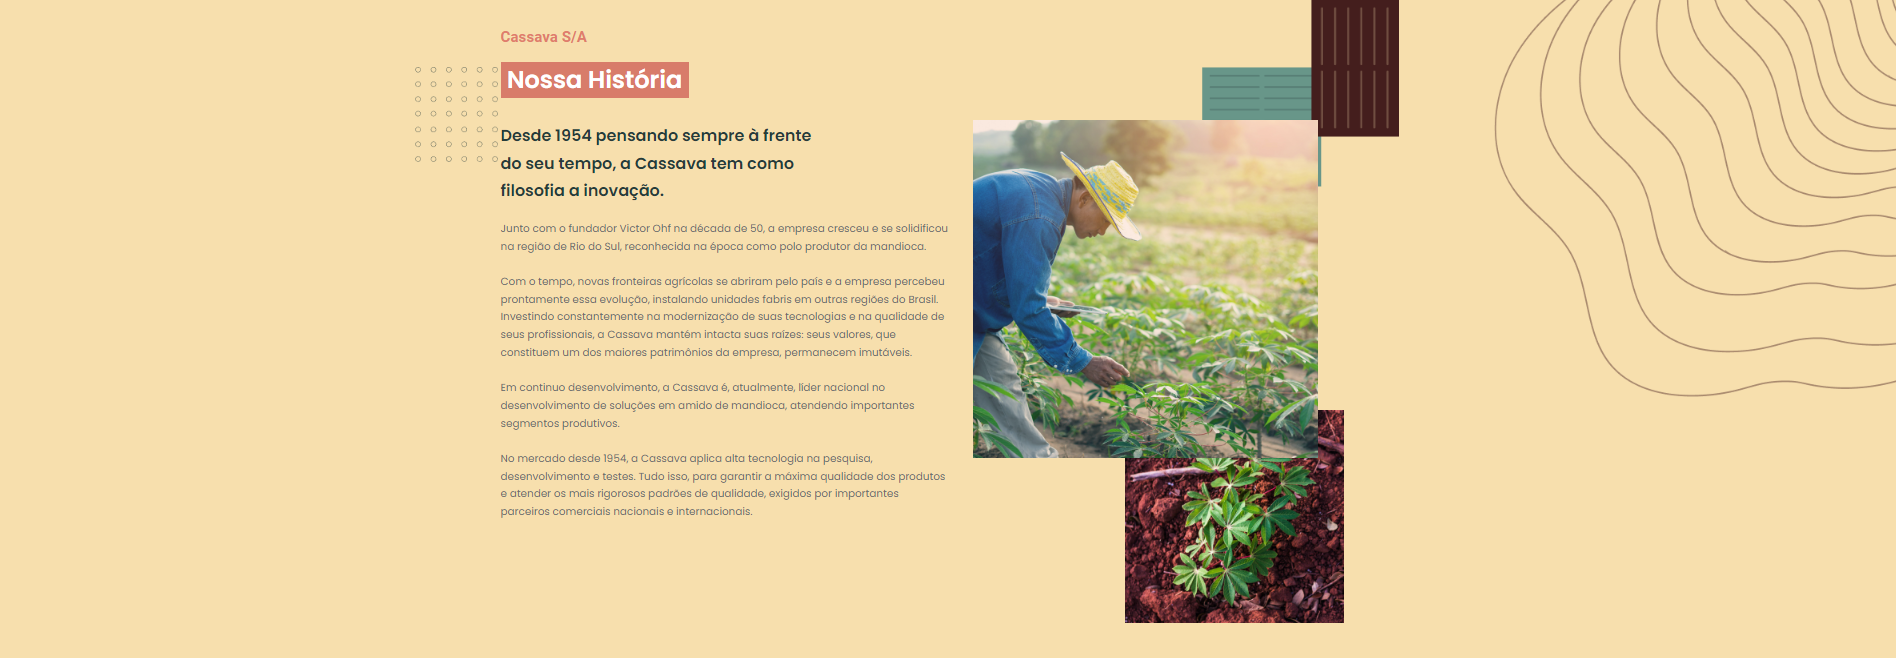 Cassava S/A
Nossa História
Desde 1954 pensando sempre à frente
do seu tempo, a Cassava tem como
filosofia a inovação.
Junto com o fundador Victor Ohf na década de 50, a empresa cresceu e se solidificou
na região de Rio do Sul, reconhecida na época como polo produtor da mandioca.
Com o tempo, novas fronteiras agrícolas se abriram pelo país e a empresa percebeu
prontamente essa evolução, instalando unidades fabris em outras regiões do Brasil.
Investindo constantemente na modernização de suas tecnologias e na qualidade de
seus profissionais, a Cassava mantém intacta suas raízes: seus valores, que
constituem um dos maiores patrimônios da empresa, permanecem imutáveis.
Em continuo desenvolvimento, a Cassava é, atualmente, líder nacional no
desenvolvimento de soluções em amido de mandioca, atendendo importantes
segmentos produtivos.
No mercado desde 1954, a Cassava aplica alta tecnologia na pesquisa,
desenvolvimento e testes. Tudo isso, para garantir a máxima qualidade dos produtos
e atender os mais rigorosos padrões de qualidade, exigidos por importantes
parceiros comerciais nacionais e internacionais.